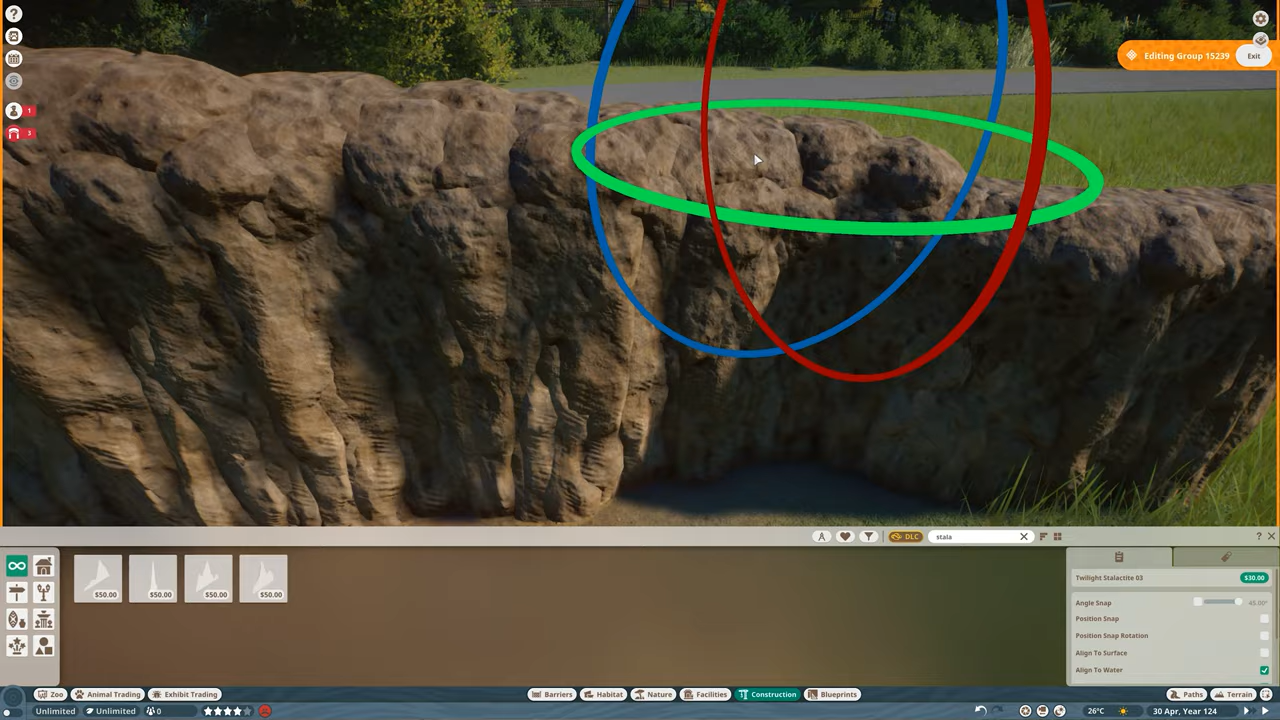 ?
1
3
Editing Group 15239
Exit
DLC
stala
?
$50.00
$50.00
$50.00
$50.00
Twilight Stalactite 03
$30.00
Angle Snap
45.00°
Position Snap
Position Snap Rotation
Align To Surface
Align To Water
Zoo
Animal Trading
Exhibit Trading
Barriers
Habitat
Nature
Facilities
Construction
Blueprints
Paths
Terrain
Unlimited
Unlimited
0
26°C
30 Apr, Year 124